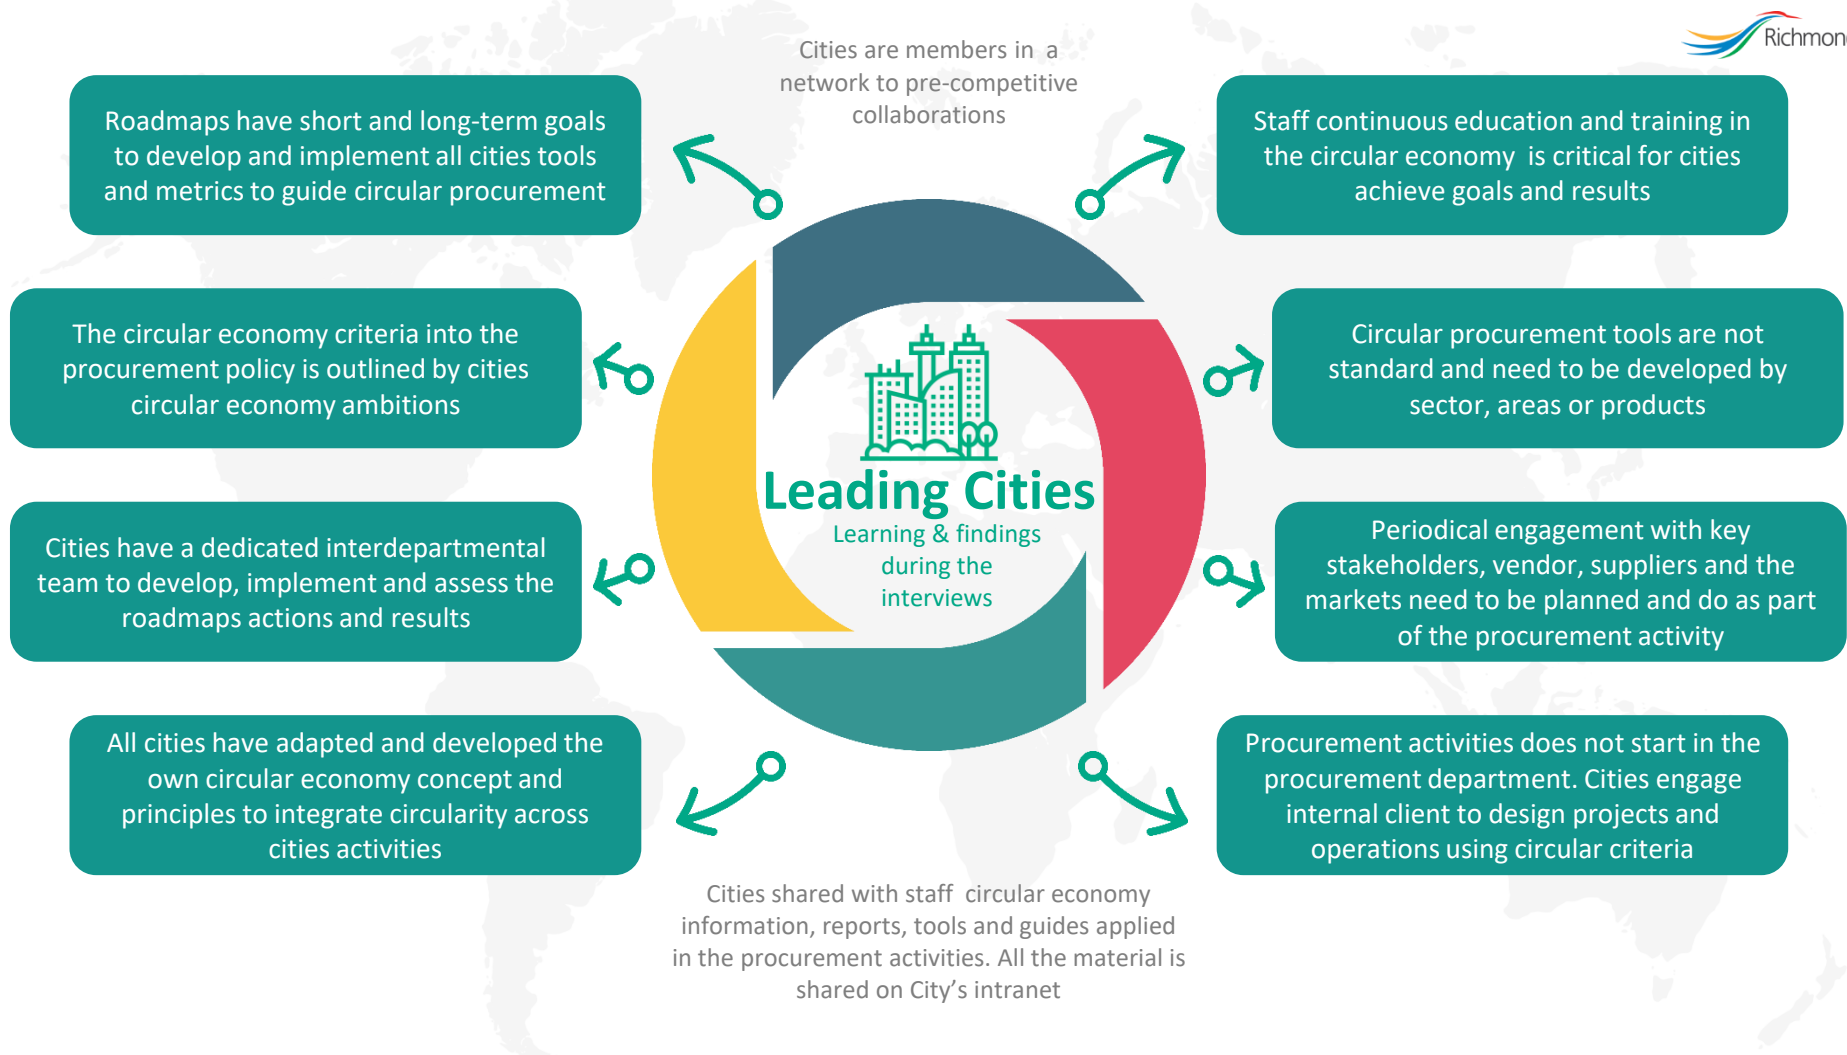 Richmon
Cities are members in a
network to pre-competitive
collaborations
Roadmaps have short and long-term goals
to develop and implement all cities tools
and metrics to guide circular procurement
Staff continuous education and training in
the circular economy is critical for cities
achieve goals and results
The circular economy criteria into the
procurement policy is outlined by cities
circular economy ambitions
Circular procurement tools are not
standard and need to be developed by
sector, areas or products
Leading Cities
Learning & findings
during the
interviews
Cities have a dedicated interdepartmental
team to develop, implement and assess the
roadmaps actions and results
Periodical engagement with key
stakeholders, vendor, suppliers and the
markets need to be planned and do as part
of the procurement activity
All cities have adapted and developed the
own circular economy concept and
principles to integrate circularity across
cities activities
Procurement activities does not start in the
procurement department. Cities engage
internal client to design projects and
operations using circular criteria
Cities shared with staff circular economy
information, reports, tools and guides applied
in the procurement activities. All the material is
shared on City's intranet